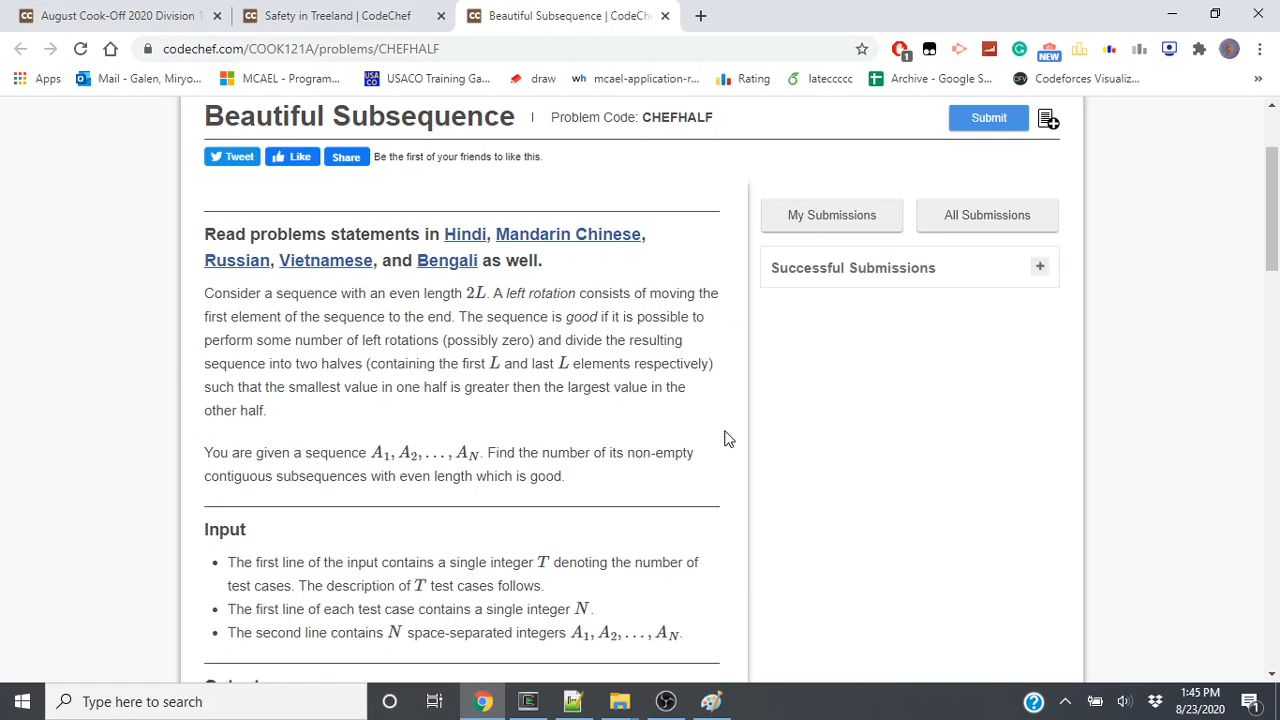 August Cook-Off 2020 Division 1
Safety in Treeland | CodeChef
Beautiful Subsequence | CodeChe
codechef.com/COOK121A/problems/CHEFHALF
1
NEW
Apps
Mail - Galen, Miryo...
MCAEL - Program...
USACO Training Ga...
draw
mcael-application-r...
Rating
lateccccc
Archive - Google S...
Codeforces Visualiz...
»
Beautiful Subsequence | Problem Code: CHEFHALF
Submit
Tweet Like Share Be the first of your friends to like this.
My Submissions
All Submissions
Successful Submissions +
Read problems statements in Hindi, Mandarin Chinese,
Russian, Vietnamese, and Bengali as well.
Consider a sequence with an even length 2L. A left rotation consists of moving the
first element of the sequence to the end. The sequence is good if it is possible to
perform some number of left rotations (possibly zero) and divide the resulting
sequence into two halves (containing the first L and last L elements respectively)
such that the smallest value in one half is greater then the largest value in the
other half.
You are given a sequence A1, A2, . . . , AN. Find the number of its non-empty
contiguous subsequences with even length which is good.
Input
• The first line of the input contains a single integer T denoting the number of
test cases. The description of T test cases follows.
• The first line of each test case contains a single integer N.
• The second line contains N space-separated integers A1, A2, . . . , AN.
Type here to search
1:45 PM
8/23/2020
1